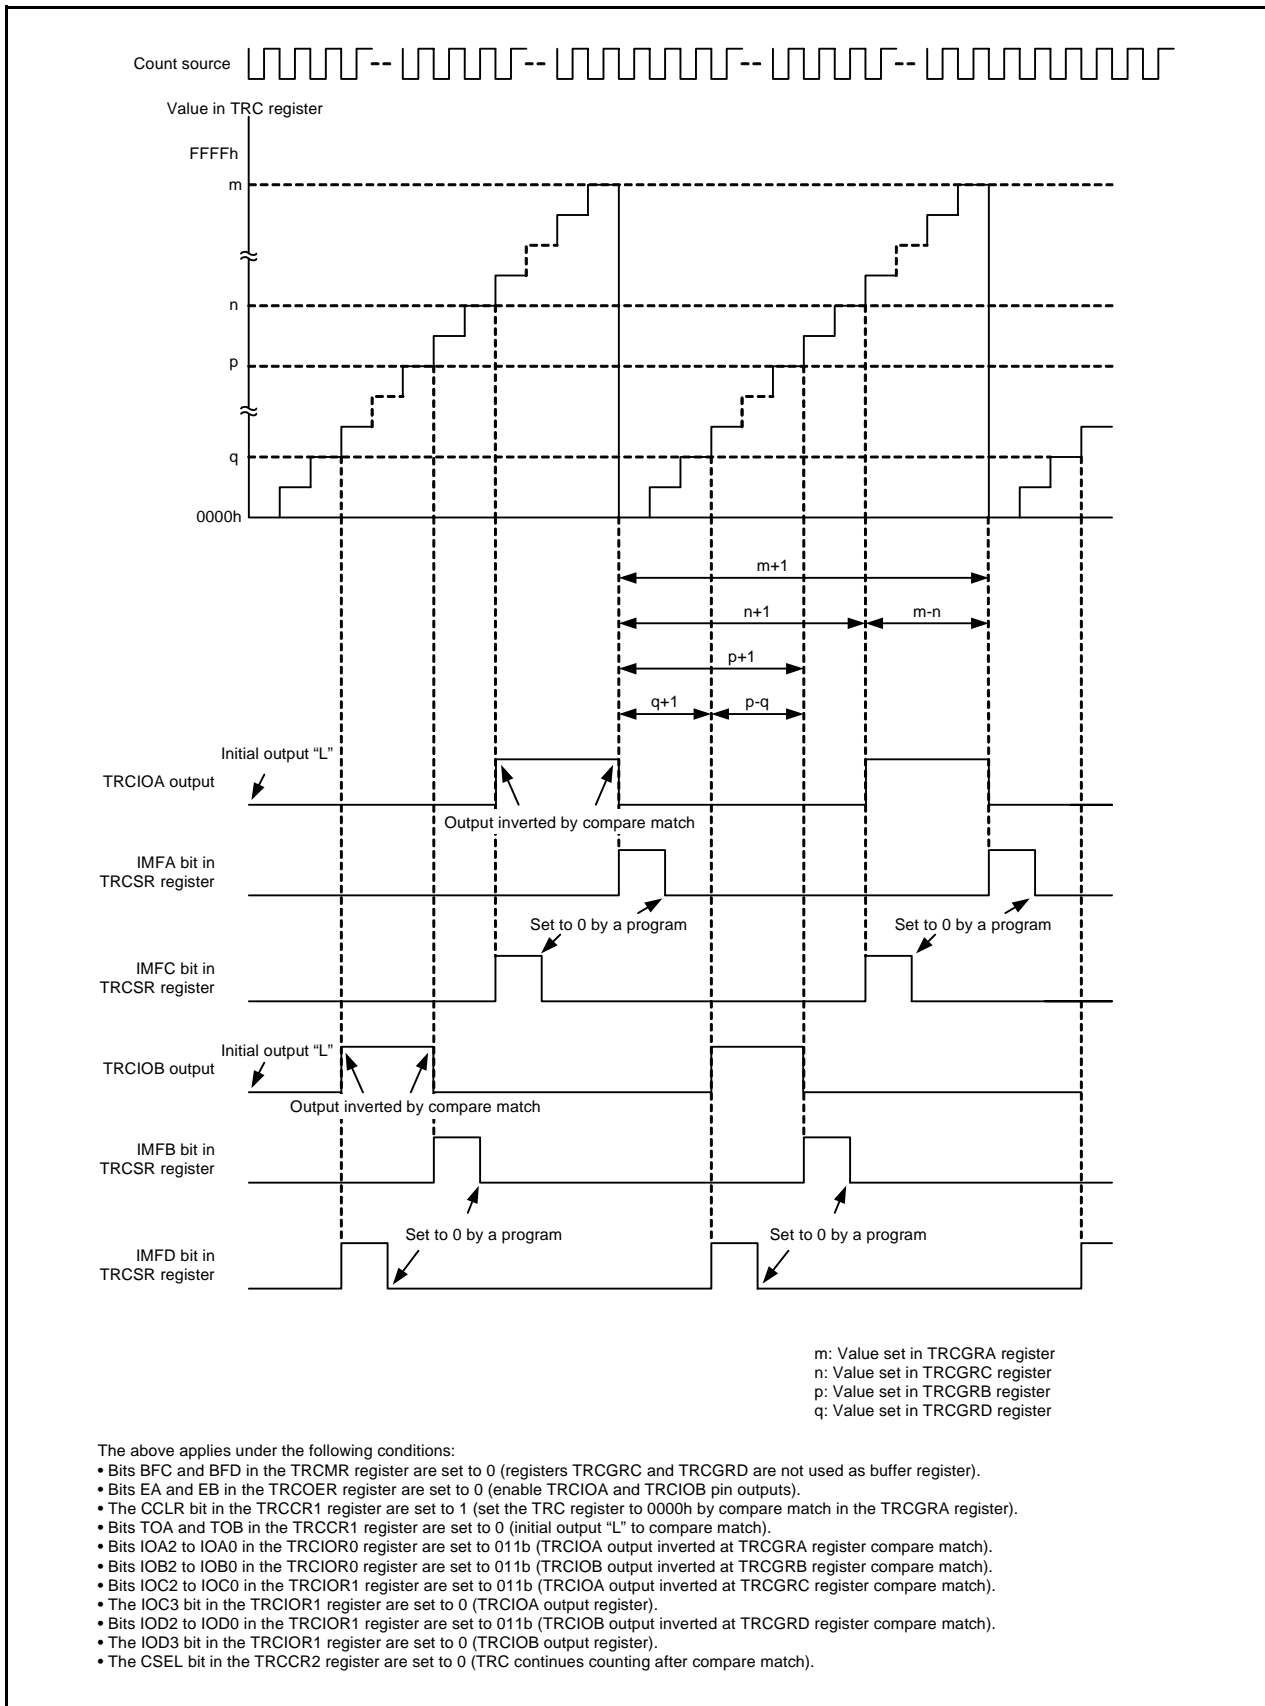 Count source
Value in TRC register
FFFFh
m
n
p
q
0000h
m+1
n+1
m-n
p+1
q+1
p-q
Initial output “L”
TRCIOA output
Output inverted by compare match
IMFA bit in
TRCSR register
Set to 0 by a program
Set to 0 by a program
IMFC bit in
TRCSR register
Initial output “L”
TRCIOB output
Output inverted by compare match
IMFB bit in
TRCSR register
Set to 0 by a program
Set to 0 by a program
IMFD bit in
TRCSR register
m: Value set in TRCGRA register
n: Value set in TRCGRC register
p: Value set in TRCGRB register
q: Value set in TRCGRD register
The above applies under the following conditions:
• Bits BFC and BFD in the TRCMR register are set to 0 (registers TRCGRC and TRCGRD are not used as buffer register).
• Bits EA and EB in the TRCOER register are set to 0 (enable TRCIOA and TRCIOB pin outputs).
• The CCLR bit in the TRCCR1 register are set to 1 (set the TRC register to 0000h by compare match in the TRCGRA register).
• Bits TOA and TOB in the TRCCR1 register are set to 0 (initial output “L” to compare match).
• Bits IOA2 to IOA0 in the TRCIOR0 register are set to 011b (TRCIOA output inverted at TRCGRA register compare match).
• Bits IOB2 to IOB0 in the TRCIOR0 register are set to 011b (TRCIOB output inverted at TRCGRB register compare match).
• Bits IOC2 to IOC0 in the TRCIOR1 register are set to 011b (TRCIOA output inverted at TRCGRC register compare match).
• The IOC3 bit in the TRCIOR1 register are set to 0 (TRCIOA output register).
• Bits IOD2 to IOD0 in the TRCIOR1 register are set to 011b (TRCIOB output inverted at TRCGRD register compare match).
• The IOD3 bit in the TRCIOR1 register are set to 0 (TRCIOB output register).
• The CSEL bit in the TRCCR2 register are set to 0 (TRC continues counting after compare match).